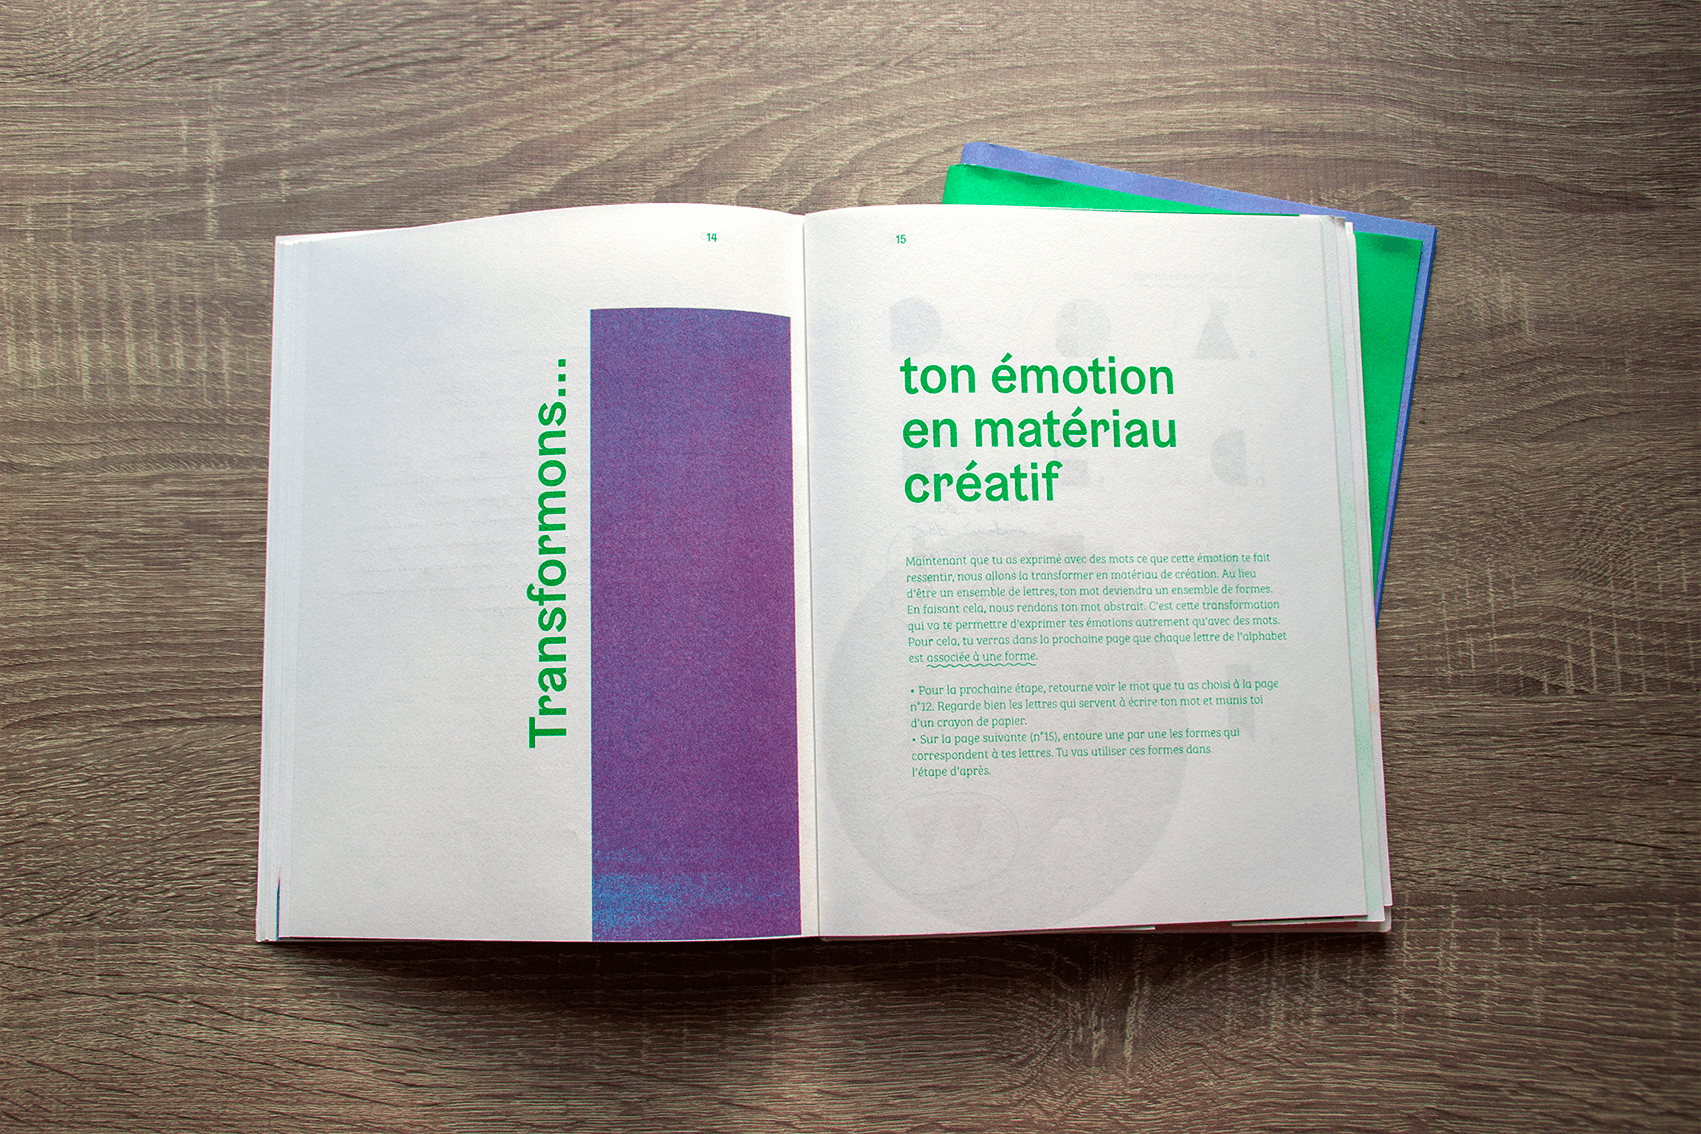 14
Transformons...
15
ton émotion
en matériau
créatif
Maintenant que tu as exprimé avec des mots ce que cette émotion te fait
ressentir, nous allons la transformer en matériau de création. Au lieu
d'être un ensemble de lettres, ton mot deviendra un ensemble de formes.
En faisant cela, nous rendons ton mot abstrait. C'est cette transformation
qui va te permettre d'exprimer tes émotions autrement qu'avec des mots.
Pour cela, tu verras dans la prochaine page que chaque lettre de l'alphabet
est associée à une forme.
• Pour la prochaine étape, retourne voir le mot que tu as choisi à la page
n°12. Regarde bien les lettres qui servent à écrire ton mot et munis toi
d'un crayon de papier.
• Sur la page suivante (n°15), entoure une par une les formes qui
correspondent à tes lettres. Tu vas utiliser ces formes dans
l'étape d'après.